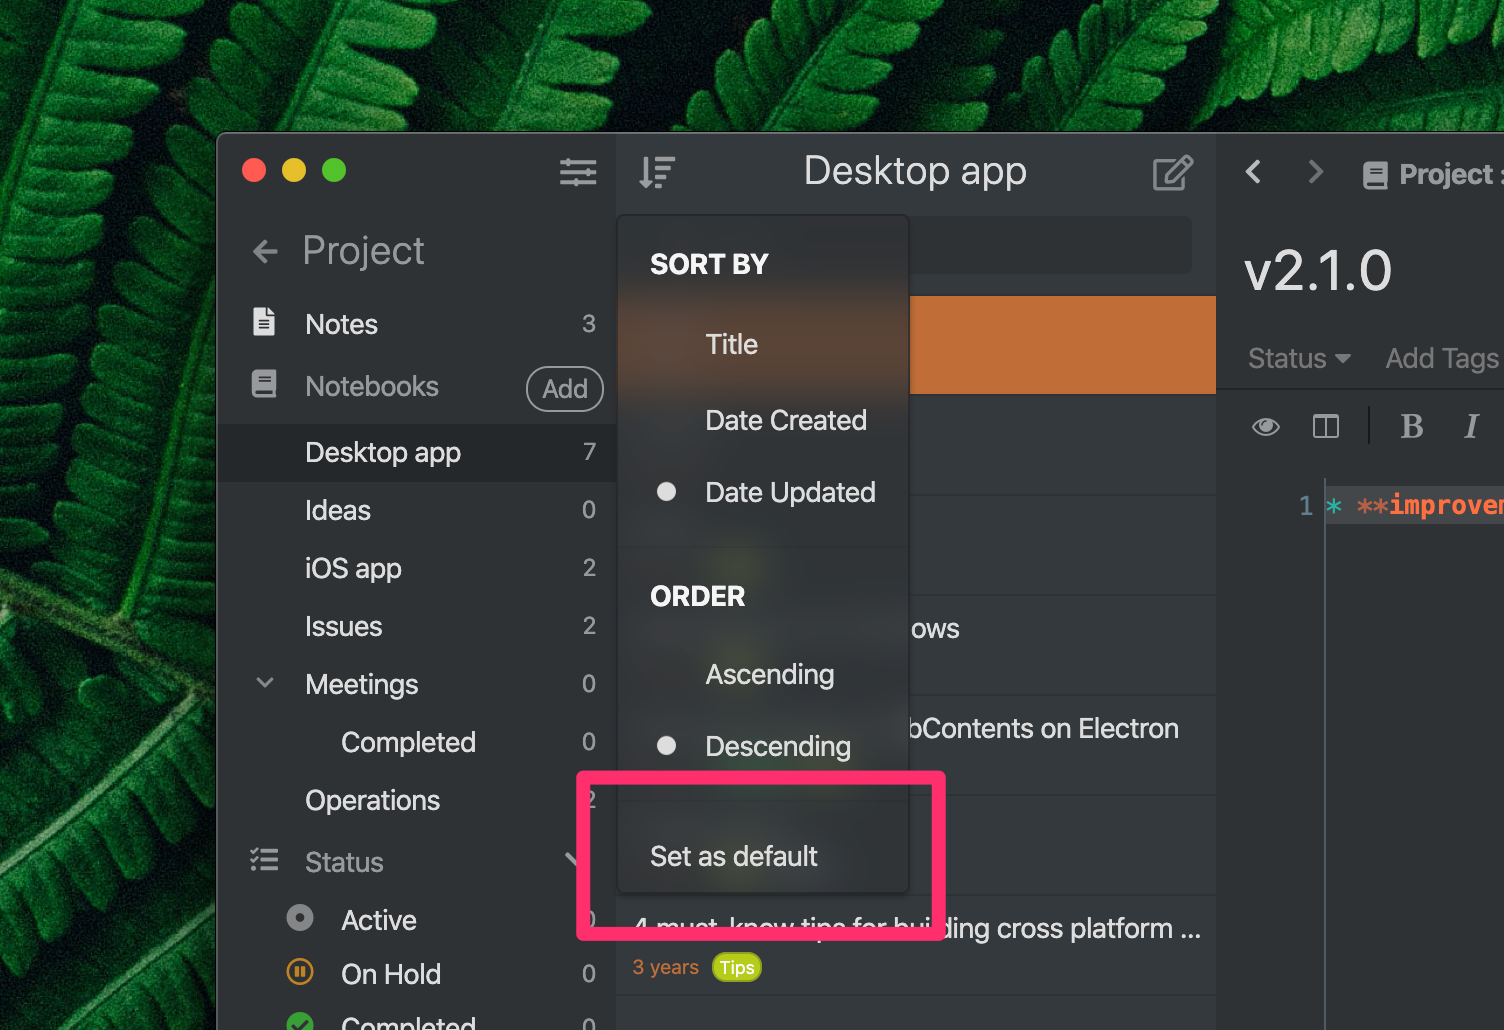 Project
Notes 3
Notebooks Add
Desktop app 7
Ideas 0
iOS app 2
Issues 2
Meetings 0
Completed 0
Operations 2
Status
Active 0
On Hold 0
Completed 0
Desktop app
SORT BY
Title
Date Created
Date Updated
ORDER
Ascending
Descending
Set as default
ows
bContents on Electron
4 must-know tips for building cross platform ...
3 years Tips
Project
v2.1.0
Status Add Tags
B I
1 * **improve